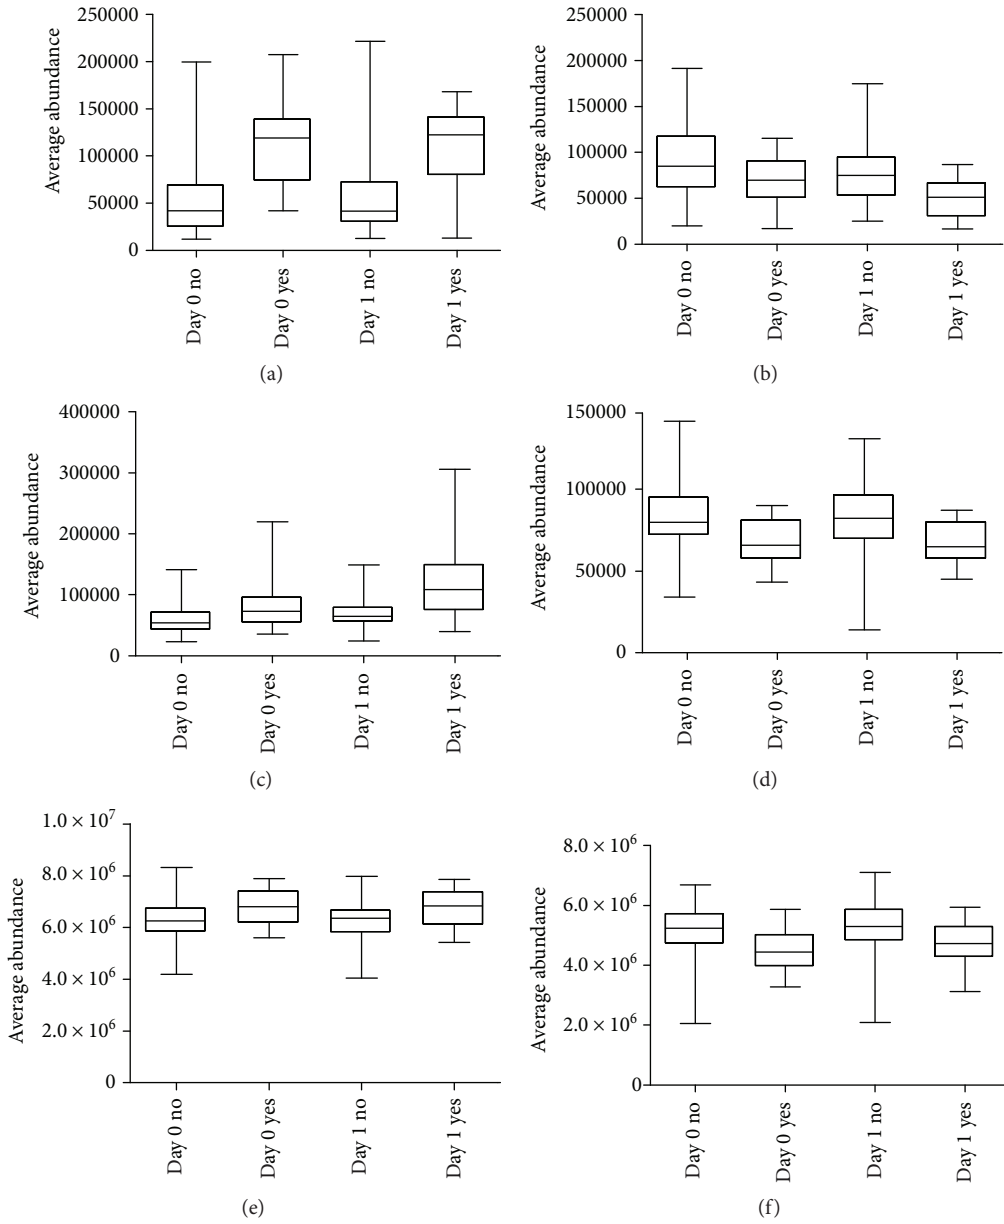 Average abundance
250000
200000
150000
100000
50000
0
Day 0 no
Day 0 yes
Day 1 no
Day 1 yes
(a)
Average abundance
250000
200000
150000
100000
50000
0
Day 0 no
Day 0 yes
Day 1 no
Day 1 yes
(b)
Average abundance
400000
300000
200000
100000
0
Day 0 no
Day 0 yes
Day 1 no
Day 1 yes
(c)
Average abundance
150000
100000
50000
0
Day 0 no
Day 0 yes
Day 1 no
Day 1 yes
(d)
Average abundance
1.0 × 10⁷
8.0 × 10⁶
6.0 × 10⁶
4.0 × 10⁶
2.0 × 10⁶
0
Day 0 no
Day 0 yes
Day 1 no
Day 1 yes
(e)
Average abundance
8.0 × 10⁶
6.0 × 10⁶
4.0 × 10⁶
2.0 × 10⁶
0
Day 0 no
Day 0 yes
Day 1 no
Day 1 yes
(f)